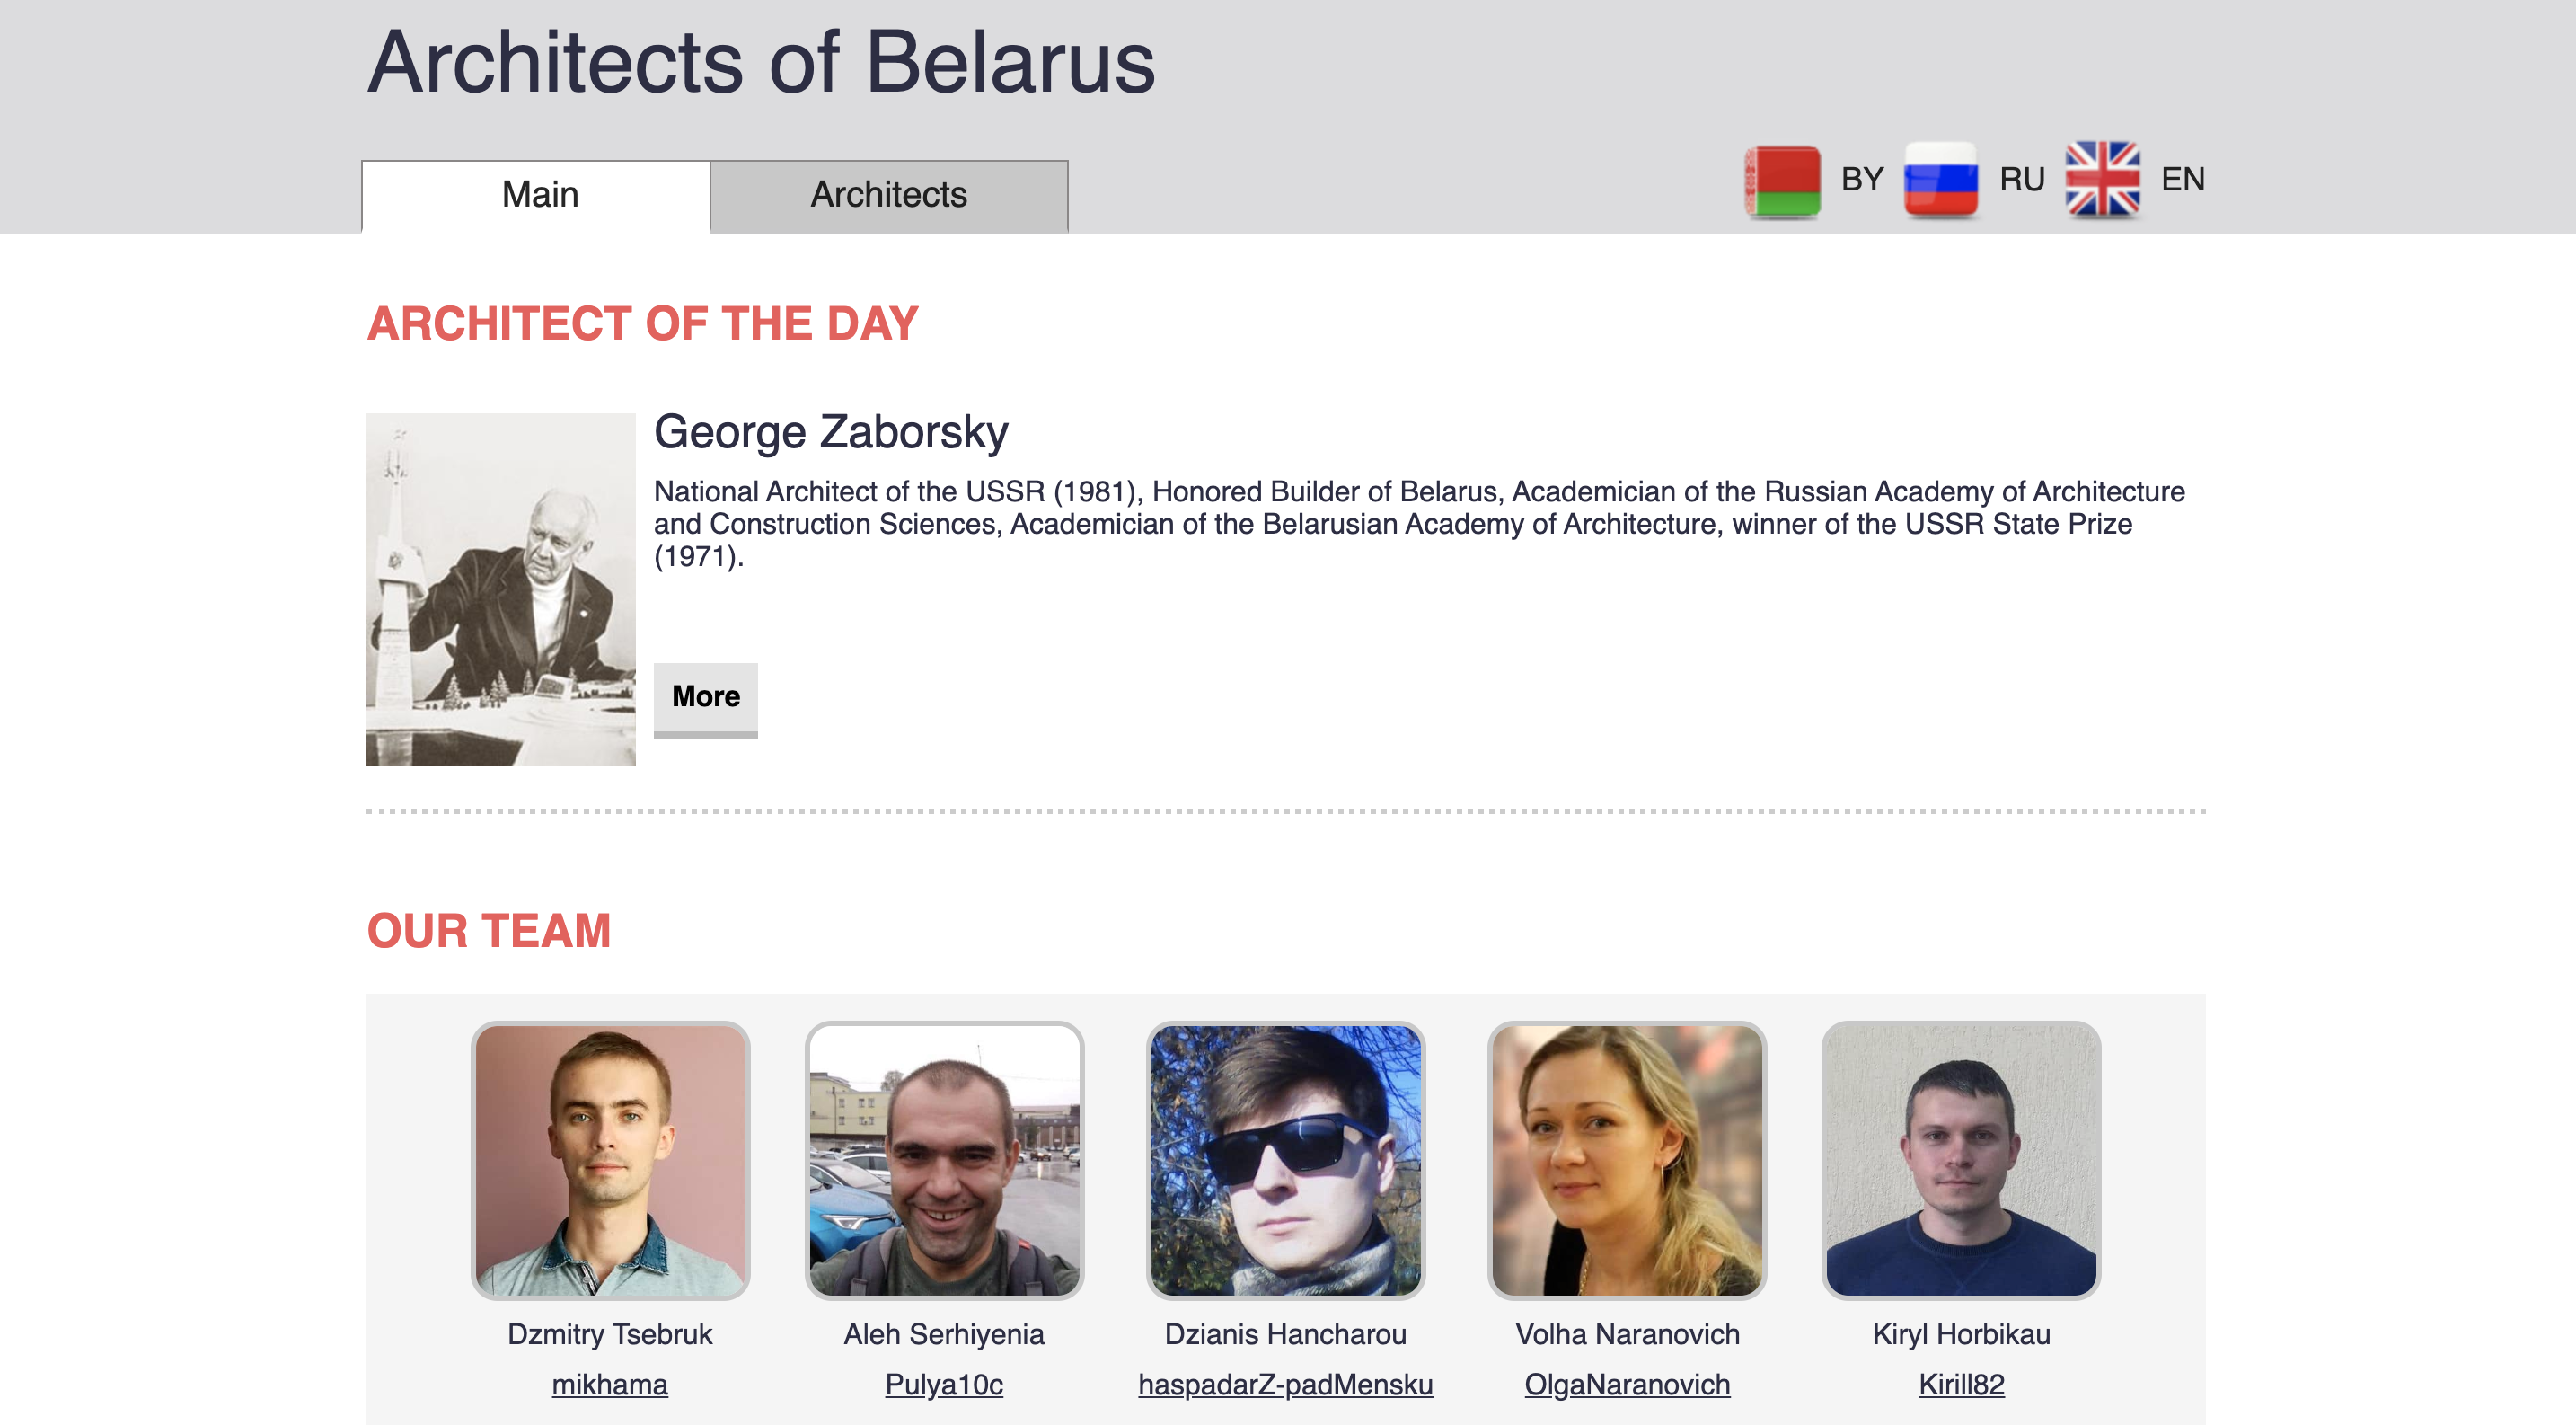 Architects of Belarus
Main
Architects
BY
RU
EN
ARCHITECT OF THE DAY
George Zaborsky
National Architect of the USSR (1981), Honored Builder of Belarus, Academician of the Russian Academy of Architecture
and Construction Sciences, Academician of the Belarusian Academy of Architecture, winner of the USSR State Prize
(1971).
More
OUR TEAM
Dzmitry Tsebruk
mikhama
Aleh Serhiyenia
Pulya10c
Dzianis Hancharou
haspadarZ-padMensku
Volha Naranovich
OlgaNaranovich
Kiryl Horbikau
Kirill82